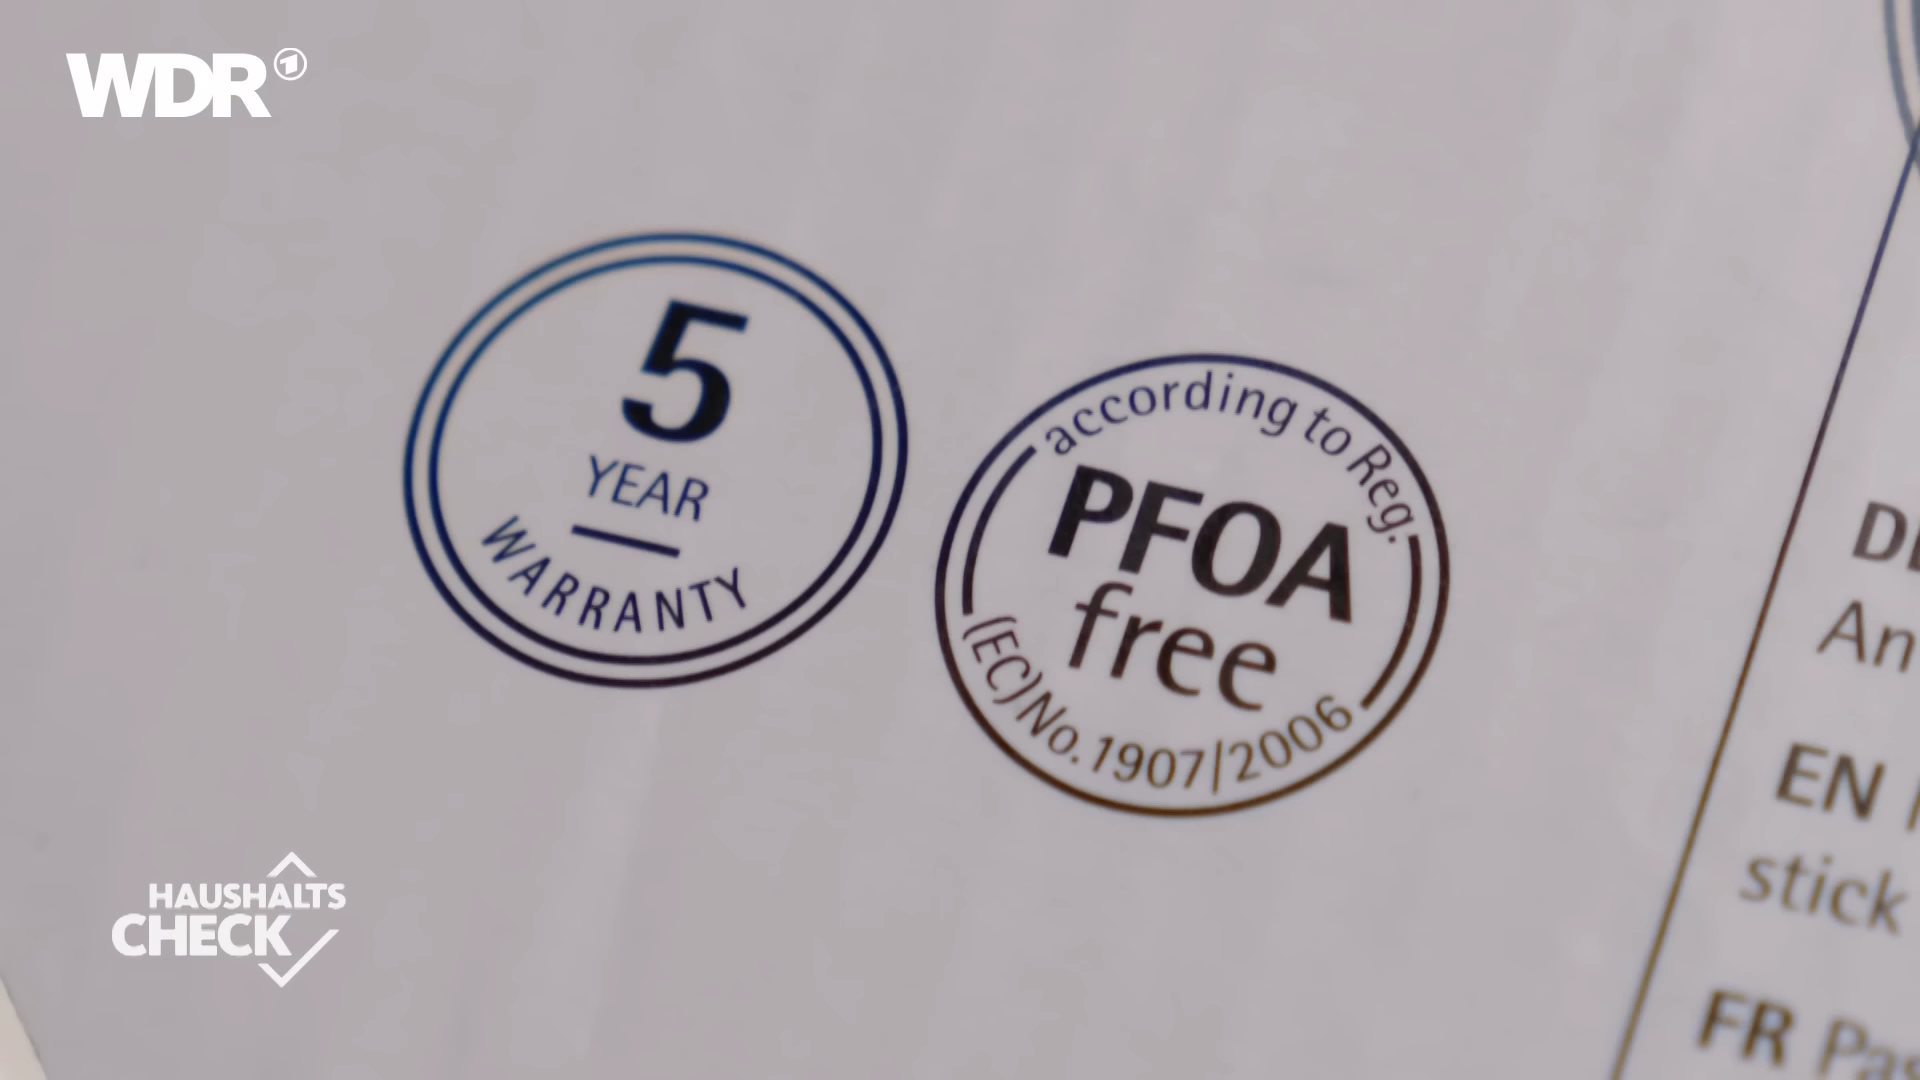 WDR
5
YEAR
WARRANTY
according to Reg.
PFOA
free
(EC) No. 1907/2006
An
EN
stick
FR
HAUSHALTS
CHECK